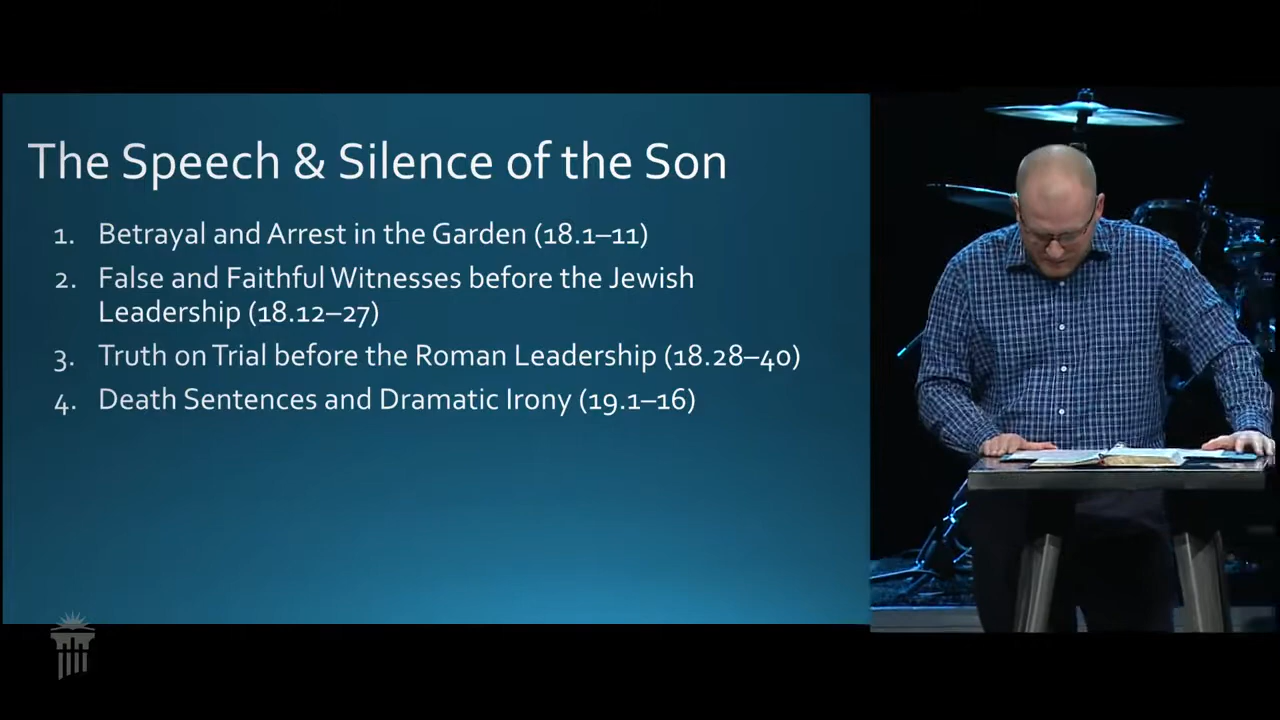 The Speech & Silence of the Son
1. Betrayal and Arrest in the Garden (18.1–11)
2. False and Faithful Witnesses before the Jewish
Leadership (18.12–27)
3. Truth on Trial before the Roman Leadership (18.28–40)
4. Death Sentences and Dramatic Irony (19.1–16)